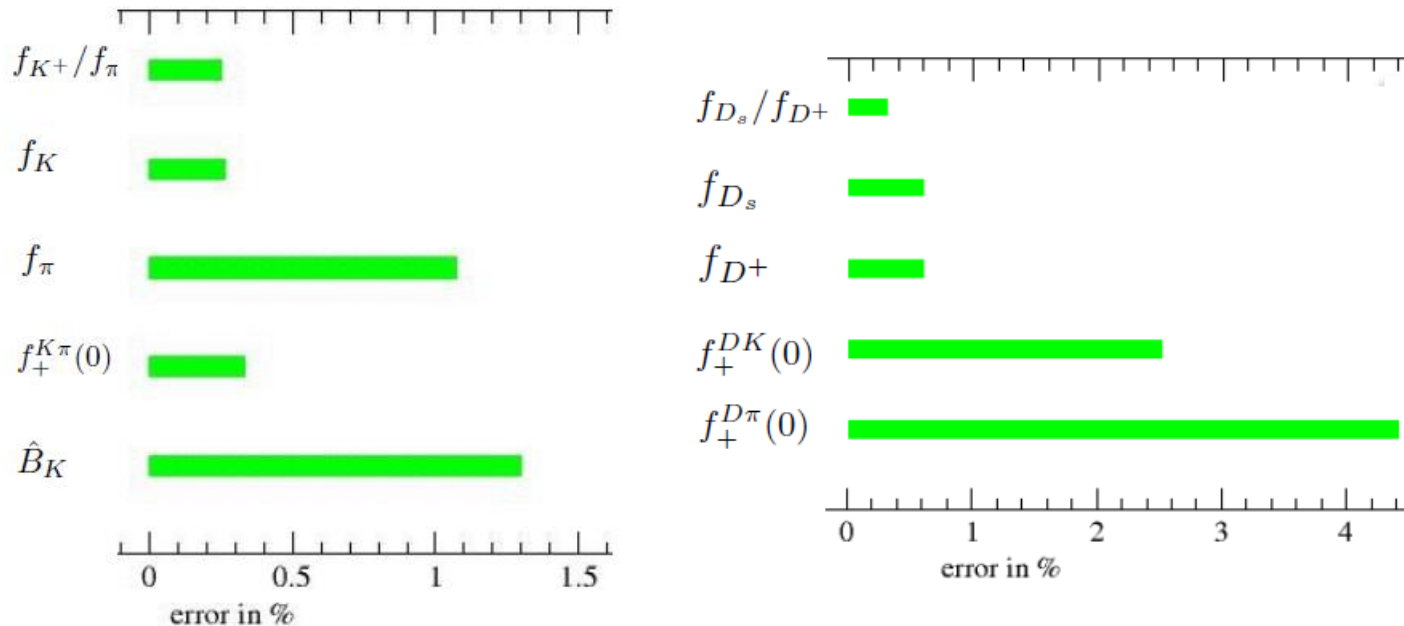 f_{K^+}/f_π
f_K
f_π
f_+^{Kπ}(0)
B̂_K
0 0.5 1 1.5
error in %
f_{D_s}/f_{D^+}
f_{D_s}
f_{D^+}
f_+^{DK}(0)
f_+^{Dπ}(0)
0 1 2 3 4
error in %